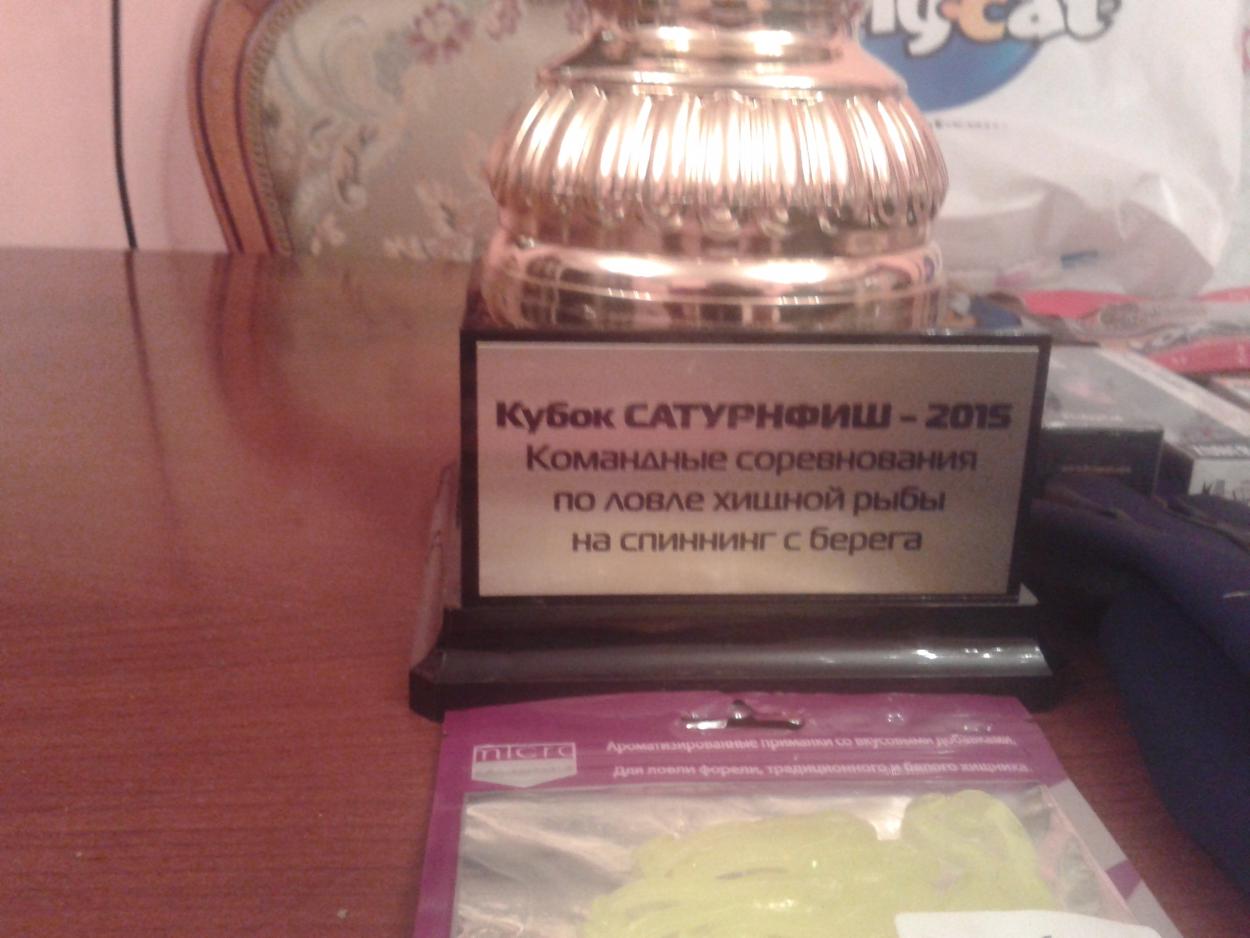 Кубок САТУРНФИШ – 2015
Командные соревнования
по ловле хищной рыбы
на спиннинг с берега
Ароматизированные приманки со вкусовыми добавками.
Для ловли форели, традиционного и белого хищника